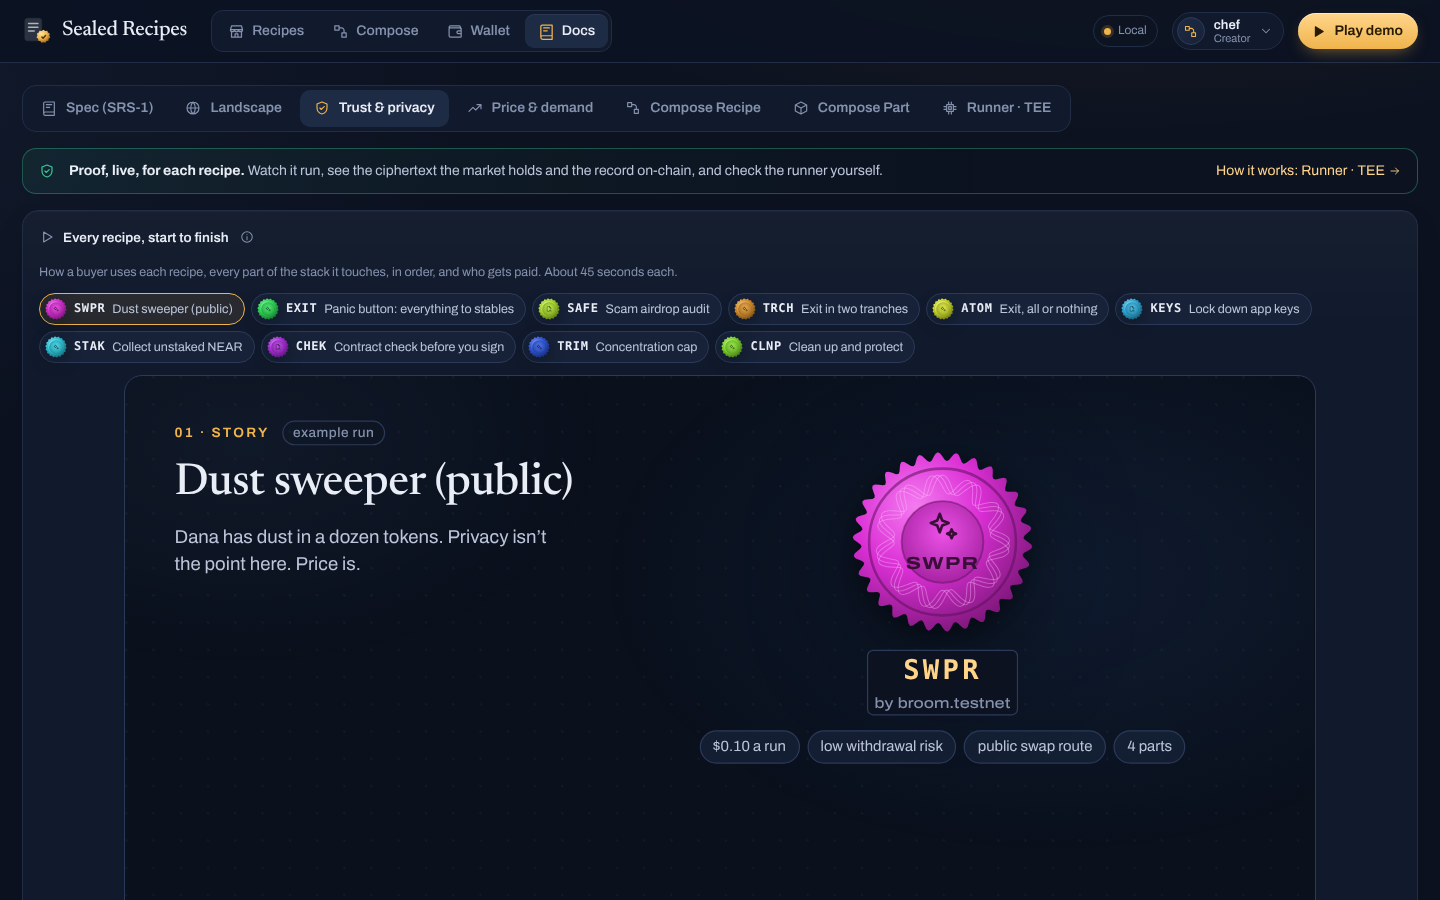 Sealed Recipes
Recipes
Compose
Wallet
Docs
Local
chef
Creator
Play demo
Spec (SRS-1)
Landscape
Trust & privacy
Price & demand
Compose Recipe
Compose Part
Runner · TEE
Proof, live, for each recipe. Watch it run, see the ciphertext the market holds and the record on-chain, and check the runner yourself.
How it works: Runner · TEE →
Every recipe, start to finish
How a buyer uses each recipe, every part of the stack it touches, in order, and who gets paid. About 45 seconds each.
SWPR Dust sweeper (public)
EXIT Panic button: everything to stables
SAFE Scam airdrop audit
TRCH Exit in two tranches
ATOM Exit, all or nothing
KEYS Lock down app keys
STAK Collect unstaked NEAR
CHEK Contract check before you sign
TRIM Concentration cap
CLNP Clean up and protect
01 · STORY
example run
Dust sweeper (public)
Dana has dust in a dozen tokens. Privacy isn’t
the point here. Price is.
SWPR
SWPR
by broom.testnet
$0.10 a run
low withdrawal risk
public swap route
4 parts